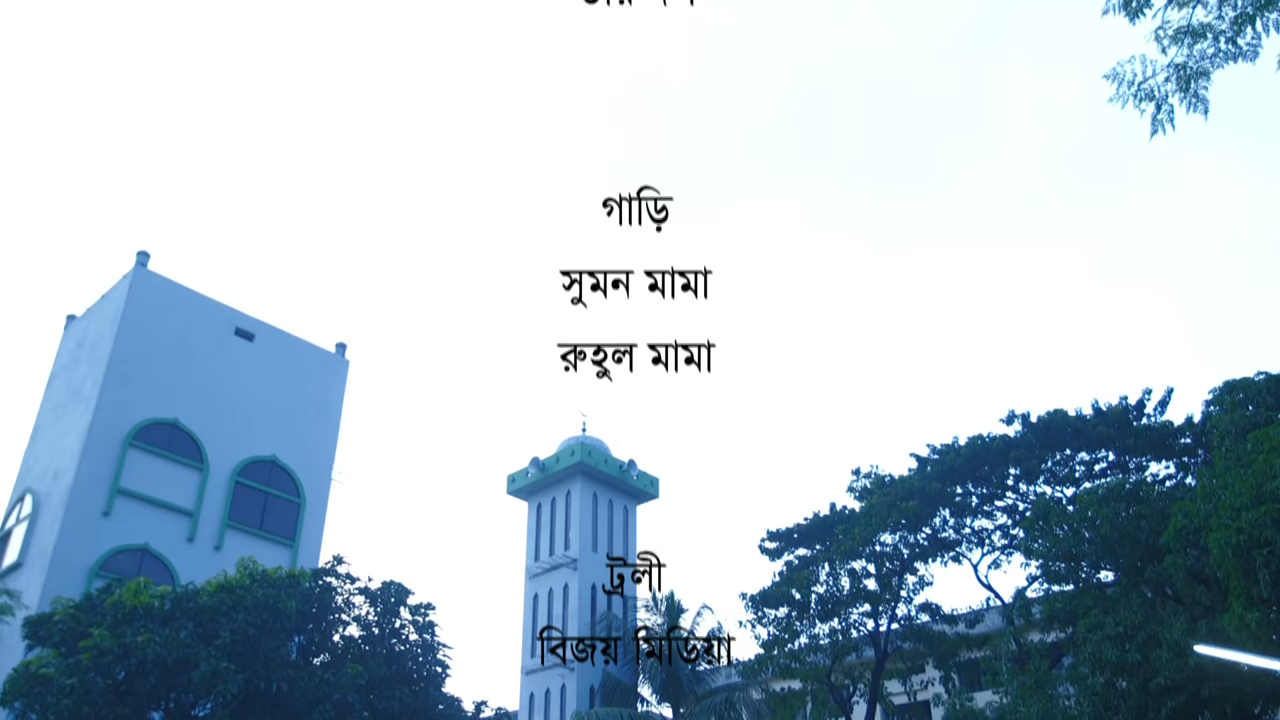 গাড়ি
সুমন মামা
রুহুল মামা
ট্রলী
বিজয় মিডিয়া